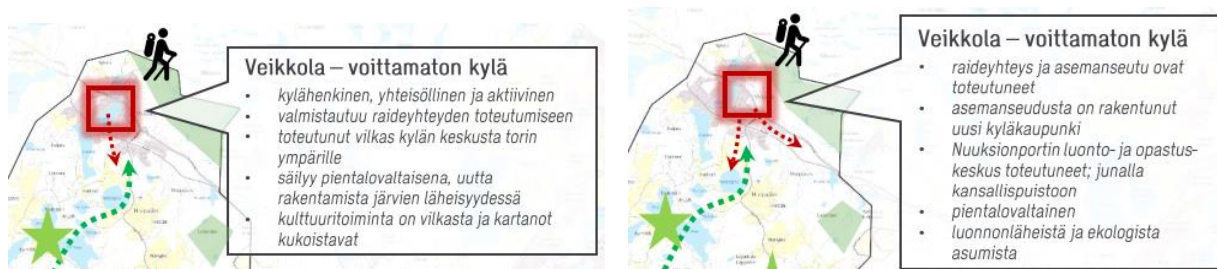 Veikkola – voittamaton kylä
• kylähenkinen, yhteisöllinen ja aktiivinen
• valmistautuu raideyhteyden toteutumiseen
• toteutunut vilkas kylän keskusta torin
ympärille
• säilyy pientalovaltaisena, uutta
rakentamista järvien läheisyydessä
• kulttuuritoiminta on vilkasta ja kartanot
kukoistavat
Veikkola – voittamaton kylä
• raideyhteys ja asemanseutu ovat
toteutuneet
• asemanseudusta on rakentunut
uusi kyläkaupunki
• Nuuksionportin luonto- ja opastus-
keskus toteutuneet; junalla
kansallispuistoon
• pientalovaltainen
• luonnonläheistä ja ekologista
asumista